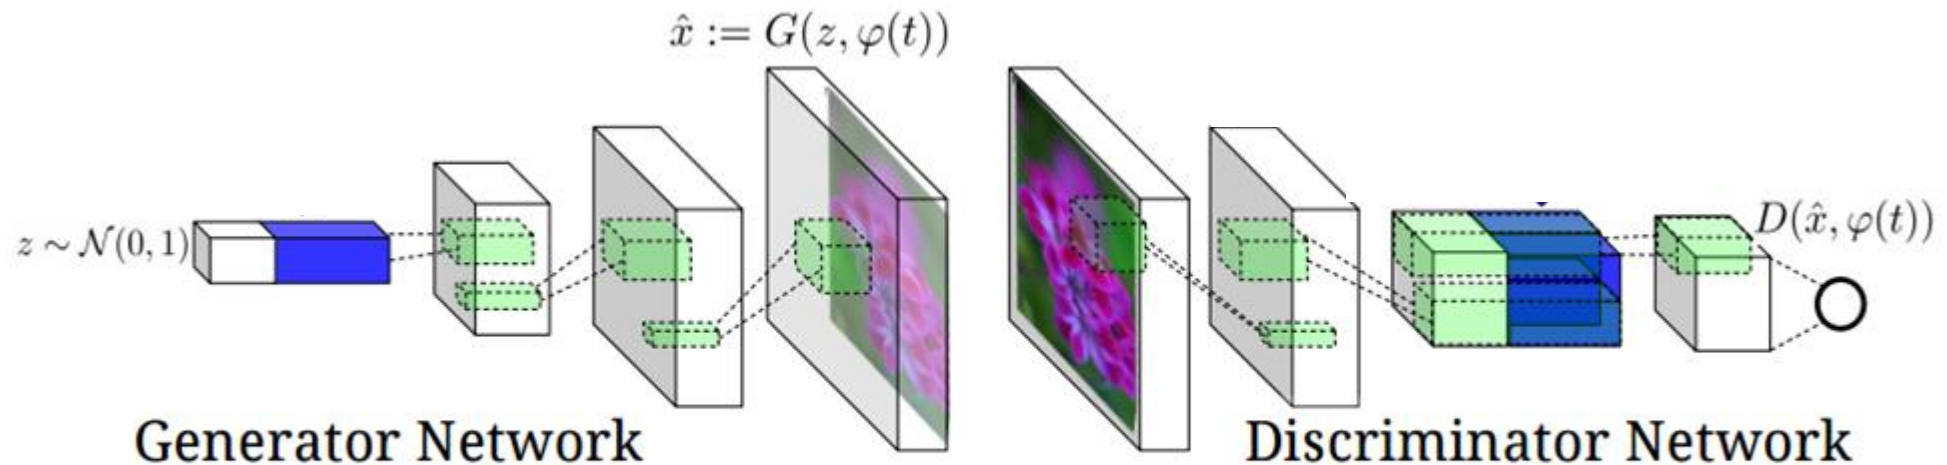 x̂ := G(z, φ(t))
z ∼ N(0, 1)
D(x̂, φ(t))
Generator Network
Discriminator Network